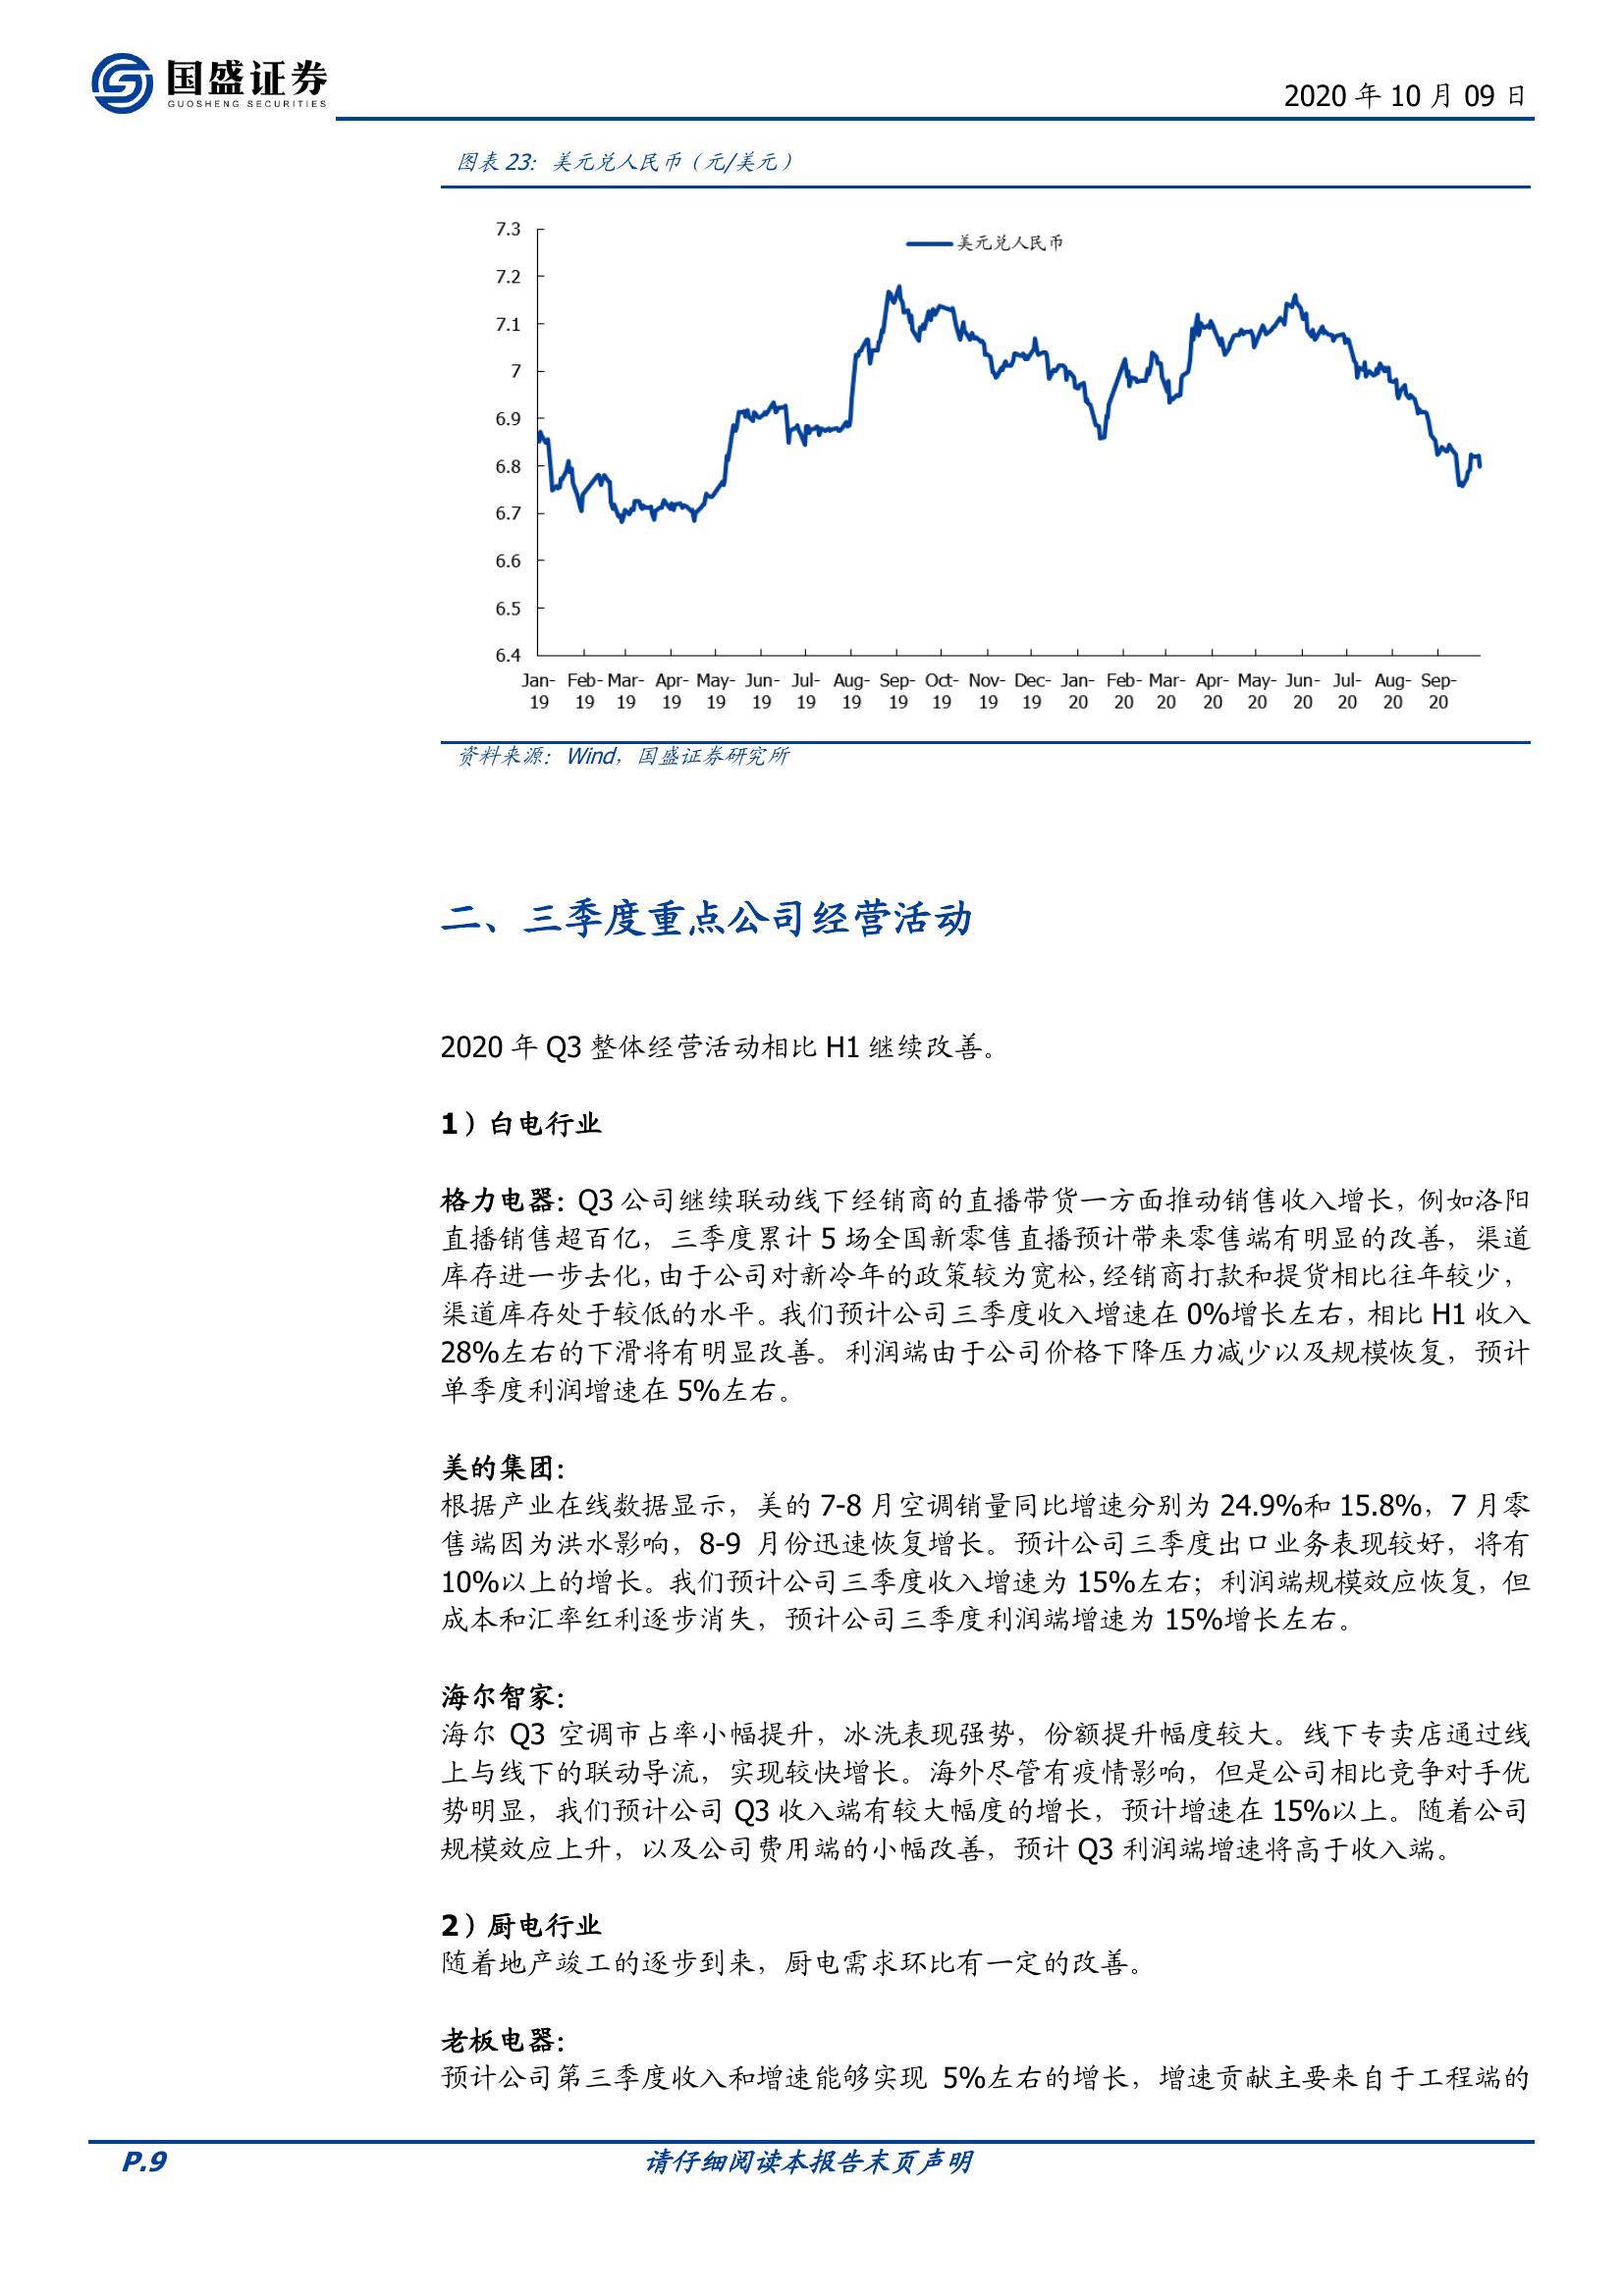 国盛证券
GUOSHENG SECURITIES
2020 年 10 月 09 日
图表 23：美元兑人民币（元/美元）
美元兑人民币
7.3
7.2
7.1
7
6.9
6.8
6.7
6.6
6.5
6.4
Jan-19 Feb-19 Mar-19 Apr-19 May-19 Jun-19 Jul-19 Aug-19 Sep-19 Oct-19 Nov-19 Dec-19 Jan-20 Feb-20 Mar-20 Apr-20 May-20 Jun-20 Jul-20 Aug-20 Sep-20
资料来源：Wind，国盛证券研究所
二、三季度重点公司经营活动
2020 年 Q3 整体经营活动相比 H1 继续改善。
1）白电行业
格力电器：Q3 公司继续联动线下经销商的直播带货一方面推动销售收入增长，例如洛阳
直播销售超百亿，三季度累计 5 场全国新零售直播预计带来零售端有明显的改善，渠道
库存进一步去化，由于公司对新冷年的政策较为宽松，经销商打款和提货相比往年较少，
渠道库存处于较低的水平。我们预计公司三季度收入增速在 0%增长左右，相比 H1 收入
28%左右的下滑将有明显改善。利润端由于公司价格下降压力减少以及规模恢复，预计
单季度利润增速在 5%左右。
美的集团：
根据产业在线数据显示，美的 7-8 月空调销量同比增速分别为 24.9%和 15.8%，7 月零
售端因为洪水影响，8-9 月份迅速恢复增长。预计公司三季度出口业务表现较好，将有
10%以上的增长。我们预计公司三季度收入增速为 15%左右；利润端规模效应恢复，但
成本和汇率红利逐步消失，预计公司三季度利润端增速为 15%增长左右。
海尔智家：
海尔 Q3 空调市占率小幅提升，冰洗表现强势，份额提升幅度较大。线下专卖店通过线
上与线下的联动导流，实现较快增长。海外尽管有疫情影响，但是公司相比竞争对手优
势明显，我们预计公司 Q3 收入端有较大幅度的增长，预计增速在 15%以上。随着公司
规模效应上升，以及公司费用端的小幅改善，预计 Q3 利润端增速将高于收入端。
2）厨电行业
随着地产竣工的逐步到来，厨电需求环比有一定的改善。
老板电器：
预计公司第三季度收入和增速能够实现 5%左右的增长，增速贡献主要来自于工程端的
P.9
请仔细阅读本报告末页声明